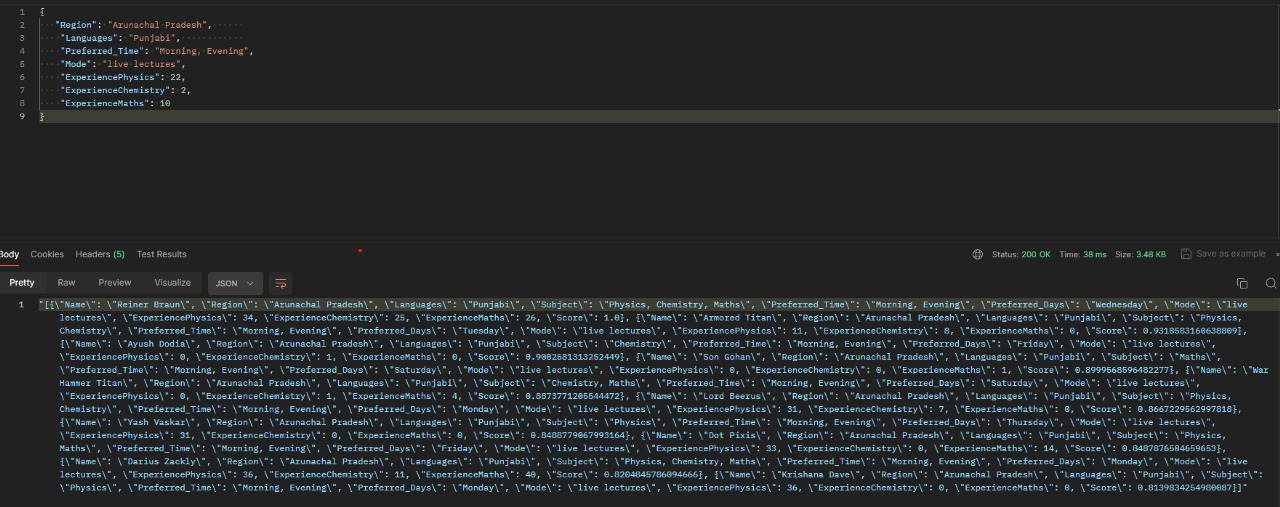 1 {
2 "Region": "Arunachal Pradesh",
3 "Languages": "Punjabi",
4 "Preferred_Time": "Morning, Evening",
5 "Mode": "live lectures",
6 "ExperiencePhysics": 22,
7 "ExperienceChemistry": 2,
8 "ExperienceMaths": 10
9 }
Body Cookies Headers (5) Test Results Status: 200 OK Time: 38 ms Size: 3.48 KB Save as example
Pretty Raw Preview Visualize JSON
1 "[{\"Name\": \"Reiner Braun\", \"Region\": \"Arunachal Pradesh\", \"Languages\": \"Punjabi\", \"Subject\": \"Physics, Chemistry, Maths\", \"Preferred_Time\": \"Morning, Evening\", \"Preferred_Days\": \"Wednesday\", \"Mode\": \"live
lectures\", \"ExperiencePhysics\": 34, \"ExperienceChemistry\": 25, \"ExperienceMaths\": 26, \"Score\": 1.0}, {\"Name\": \"Armored Titan\", \"Region\": \"Arunachal Pradesh\", \"Languages\": \"Punjabi\", \"Subject\": \"Physics,
Chemistry\", \"Preferred_Time\": \"Morning, Evening\", \"Preferred_Days\": \"Tuesday\", \"Mode\": \"live lectures\", \"ExperiencePhysics\": 11, \"ExperienceChemistry\": 8, \"ExperienceMaths\": 0, \"Score\": 0.9318583160638809},
{\"Name\": \"Ayush Dodia\", \"Region\": \"Arunachal Pradesh\", \"Languages\": \"Punjabi\", \"Subject\": \"Chemistry\", \"Preferred_Time\": \"Morning, Evening\", \"Preferred_Days\": \"Friday\", \"Mode\": \"live lectures\",
\"ExperiencePhysics\": 0, \"ExperienceChemistry\": 1, \"ExperienceMaths\": 0, \"Score\": 0.9002581313252449}, {\"Name\": \"Son Gohan\", \"Region\": \"Arunachal Pradesh\", \"Languages\": \"Punjabi\", \"Subject\": \"Maths\",
\"Preferred_Time\": \"Morning, Evening\", \"Preferred_Days\": \"Saturday\", \"Mode\": \"live lectures\", \"ExperiencePhysics\": 0, \"ExperienceChemistry\": 0, \"ExperienceMaths\": 1, \"Score\": 0.8999568696482277}, {\"Name\": \"War
Hammer Titan\", \"Region\": \"Arunachal Pradesh\", \"Languages\": \"Punjabi\", \"Subject\": \"Chemistry, Maths\", \"Preferred_Time\": \"Morning, Evening\", \"Preferred_Days\": \"Saturday\", \"Mode\": \"live lectures\",
\"ExperiencePhysics\": 0, \"ExperienceChemistry\": 1, \"ExperienceMaths\": 4, \"Score\": 0.8873771205544472}, {\"Name\": \"Lord Beerus\", \"Region\": \"Arunachal Pradesh\", \"Languages\": \"Punjabi\", \"Subject\": \"Physics,
Chemistry\", \"Preferred_Time\": \"Morning, Evening\", \"Preferred_Days\": \"Monday\", \"Mode\": \"live lectures\", \"ExperiencePhysics\": 31, \"ExperienceChemistry\": 7, \"ExperienceMaths\": 0, \"Score\": 0.8667229562997818},
{\"Name\": \"Yash Vaskar\", \"Region\": \"Arunachal Pradesh\", \"Languages\": \"Punjabi\", \"Subject\": \"Physics\", \"Preferred_Time\": \"Morning, Evening\", \"Preferred_Days\": \"Thursday\", \"Mode\": \"live lectures\",
\"ExperiencePhysics\": 31, \"ExperienceChemistry\": 0, \"ExperienceMaths\": 0, \"Score\": 0.8488779067993164}, {\"Name\": \"Dot Pixis\", \"Region\": \"Arunachal Pradesh\", \"Languages\": \"Punjabi\", \"Subject\": \"Physics,
Maths\", \"Preferred_Time\": \"Morning, Evening\", \"Preferred_Days\": \"Friday\", \"Mode\": \"live lectures\", \"ExperiencePhysics\": 33, \"ExperienceChemistry\": 0, \"ExperienceMaths\": 14, \"Score\": 0.8487876504659653},
{\"Name\": \"Darius Zackly\", \"Region\": \"Arunachal Pradesh\", \"Languages\": \"Punjabi\", \"Subject\": \"Physics, Chemistry, Maths\", \"Preferred_Time\": \"Morning, Evening\", \"Preferred_Days\": \"Monday\", \"Mode\": \"live
lectures\", \"ExperiencePhysics\": 36, \"ExperienceChemistry\": 11, \"ExperienceMaths\": 40, \"Score\": 0.8204845786094666}, {\"Name\": \"Krishana Dave\", \"Region\": \"Arunachal Pradesh\", \"Languages\": \"Punjabi\", \"Subject\":
\"Physics\", \"Preferred_Time\": \"Morning, Evening\", \"Preferred_Days\": \"Monday\", \"Mode\": \"live lectures\", \"ExperiencePhysics\": 36, \"ExperienceChemistry\": 0, \"ExperienceMaths\": 0, \"Score\": 0.8139834254980087}]"